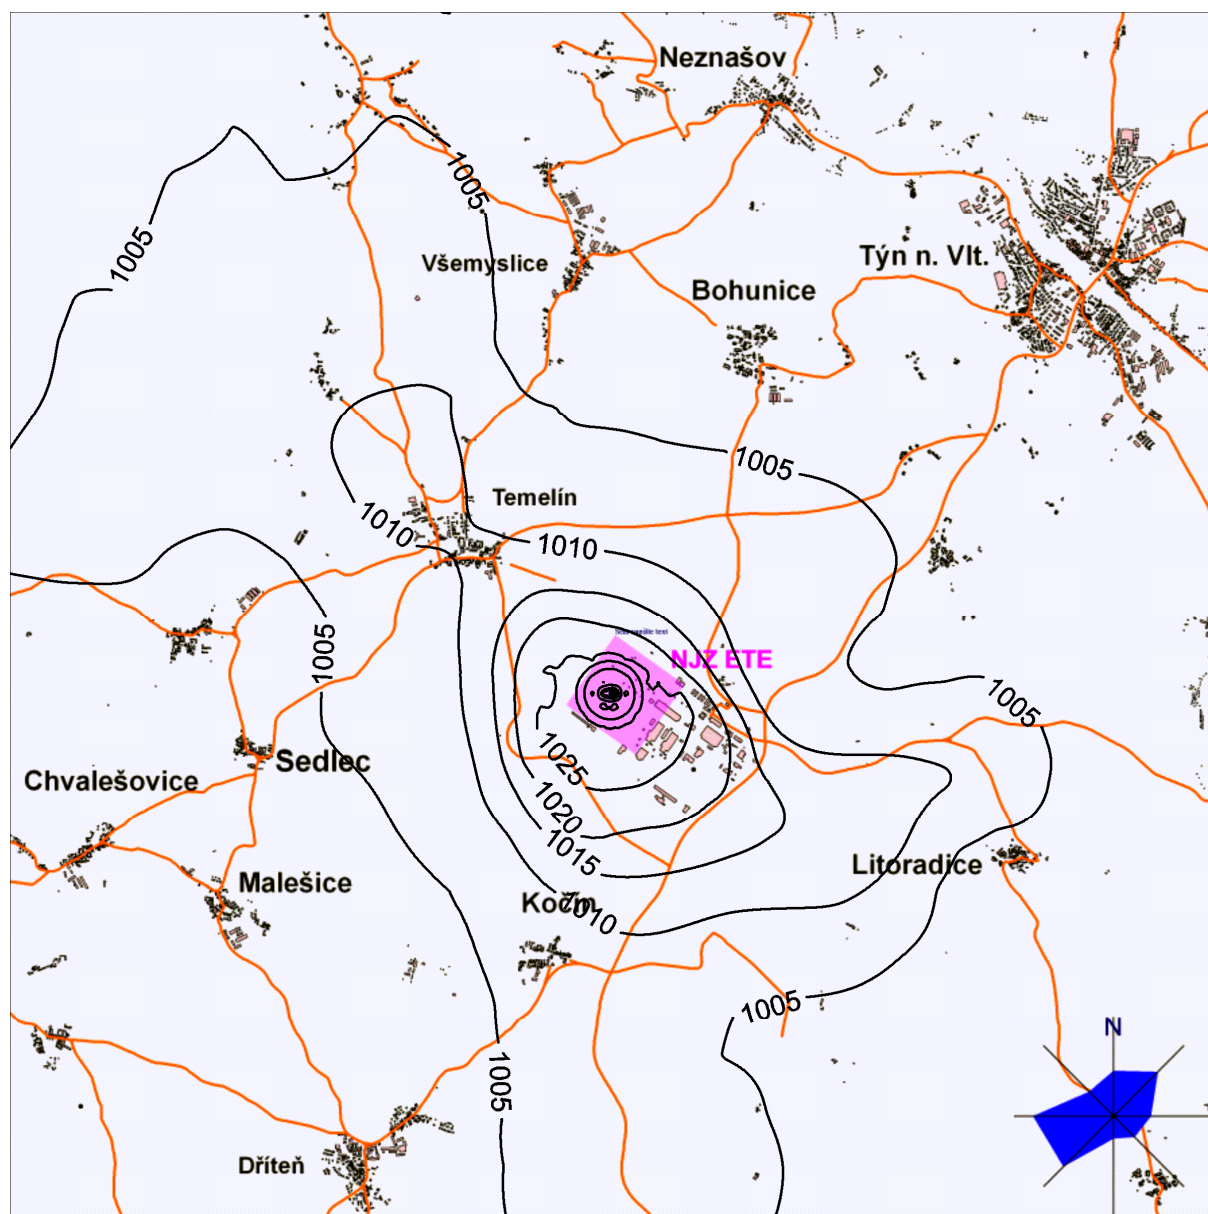 Neznašov
1005
1005
Všemyslice
Týn n. Vlt.
Bohunice
1005
Temelín
1010
1010
1005
NJZ ETE
1005
Sedlec
1025
Chvalešovice
1020
1015
Litoradice
Malešice
Kočín
1010
1005
N
1005
Dříteň